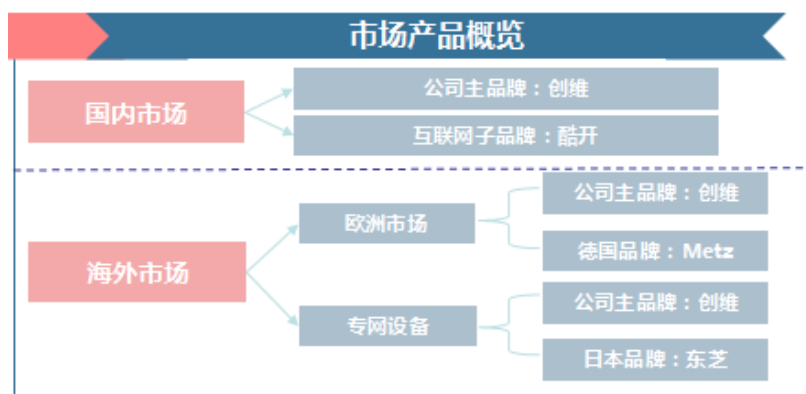 市场产品概览
国内市场
公司主品牌：创维
互联网子品牌：酷开
海外市场
欧洲市场
公司主品牌：创维
德国品牌：Metz
专网设备
公司主品牌：创维
日本品牌：东芝